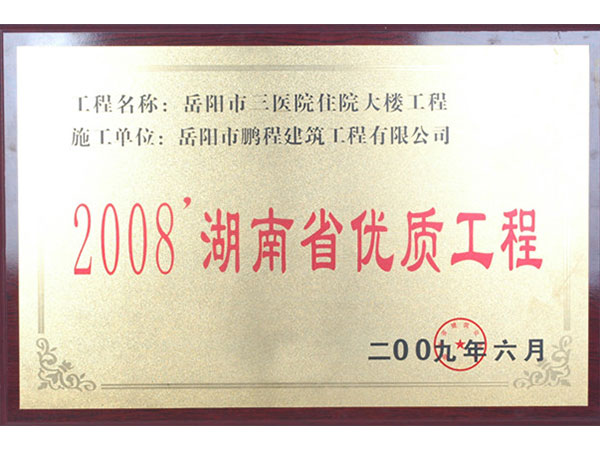 工程名称：岳阳市三医院住院大楼工程
施工单位：岳阳市鹏程建筑工程有限公司
2008’湖南省优质工程
二00九年六月